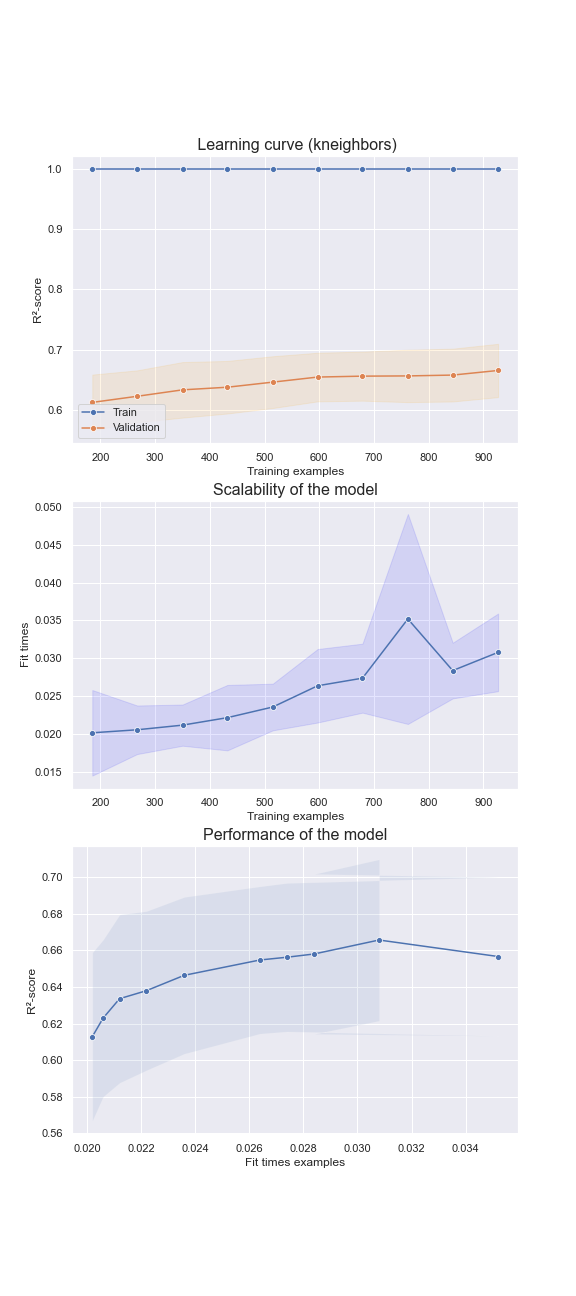 Learning curve (kneighbors)
1.0
0.9
0.8
0.7
0.6
R²-score
Train
Validation
200 300 400 500 600 700 800 900
Training examples
Scalability of the model
0.050
0.045
0.040
0.035
0.030
0.025
0.020
0.015
Fit times
200 300 400 500 600 700 800 900
Training examples
Performance of the model
0.70
0.68
0.66
0.64
0.62
0.60
0.58
0.56
R²-score
0.020 0.022 0.024 0.026 0.028 0.030 0.032 0.034
Fit times examples